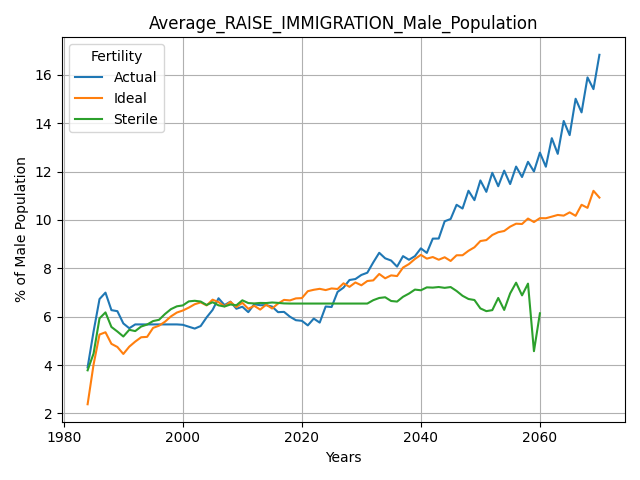 Average_RAISE_IMMIGRATION_Male_Population
Fertility
Actual
Ideal
Sterile
% of Male Population
16
14
12
10
8
6
4
2
1980
2000
2020
2040
2060
Years